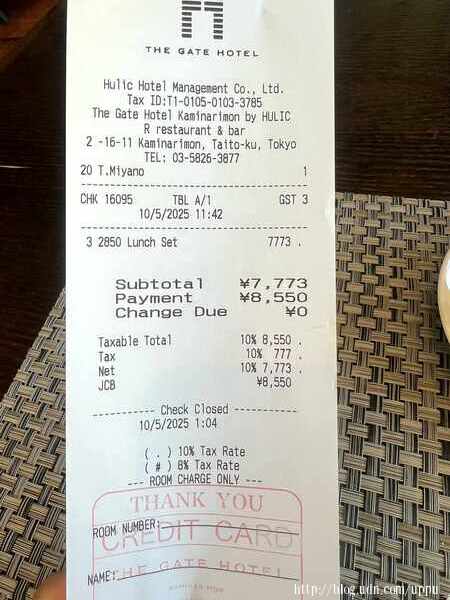 THE GATE HOTEL
Hulic Hotel Management Co., Ltd.
Tax ID:T1-0105-0103-3785
The Gate Hotel Kaminarimon by HULIC
R restaurant & bar
2 -16-11 Kaminarimon, Taito-ku, Tokyo
TEL: 03-5826-3877
20 T.Miyano 1
CHK 16095 TBL A/1 GST 3
10/5/2025 11:42
3 2850 Lunch Set 7773 .
Subtotal ¥7,773
Payment ¥8,550
Change Due ¥0
Taxable Total 10% 8,550 .
Tax 10% 777 .
Net 10% 7,773 .
JCB ¥8,550
---------- Check Closed ----------
10/5/2025 1:04
( . ) 10% Tax Rate
( # ) 8% Tax Rate
--- ROOM CHARGE ONLY ---
THANK YOU
ROOM NUMBER:
CREDIT CARD
NAME:
THE GATE HOTEL
http://blog.udn.com/uppu